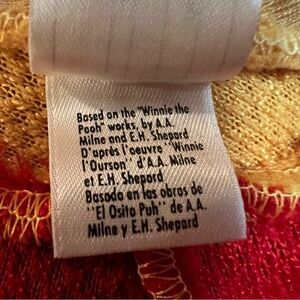 Based on the "Winnie the
Pooh" works, by A.A.
Milne and E.H. Shepard
D'après l'oeuvre "Winnie
l'Ourson" d'A.A. Milne
et E.H. Shepard
Basado en las obras de
"El Osito Puh" de A.A.
Milne y E.H. Shepard